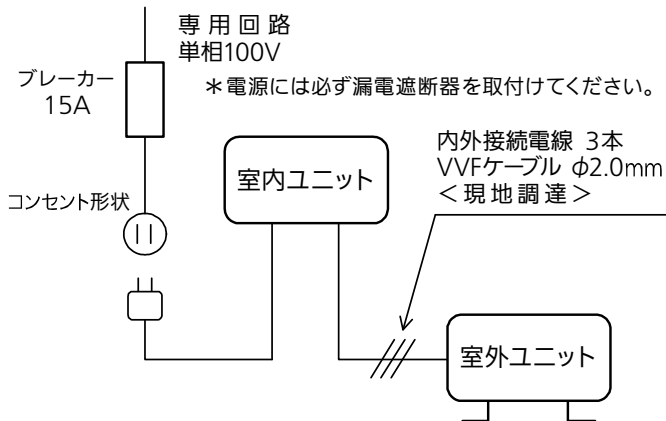 専用回路
単相100V
＊電源には必ず漏電遮断器を取付けてください。
ブレーカー
15A
コンセント形状
室内ユニット
内外接続電線 3本
VVFケーブル φ2.0mm
＜現地調達＞
室外ユニット